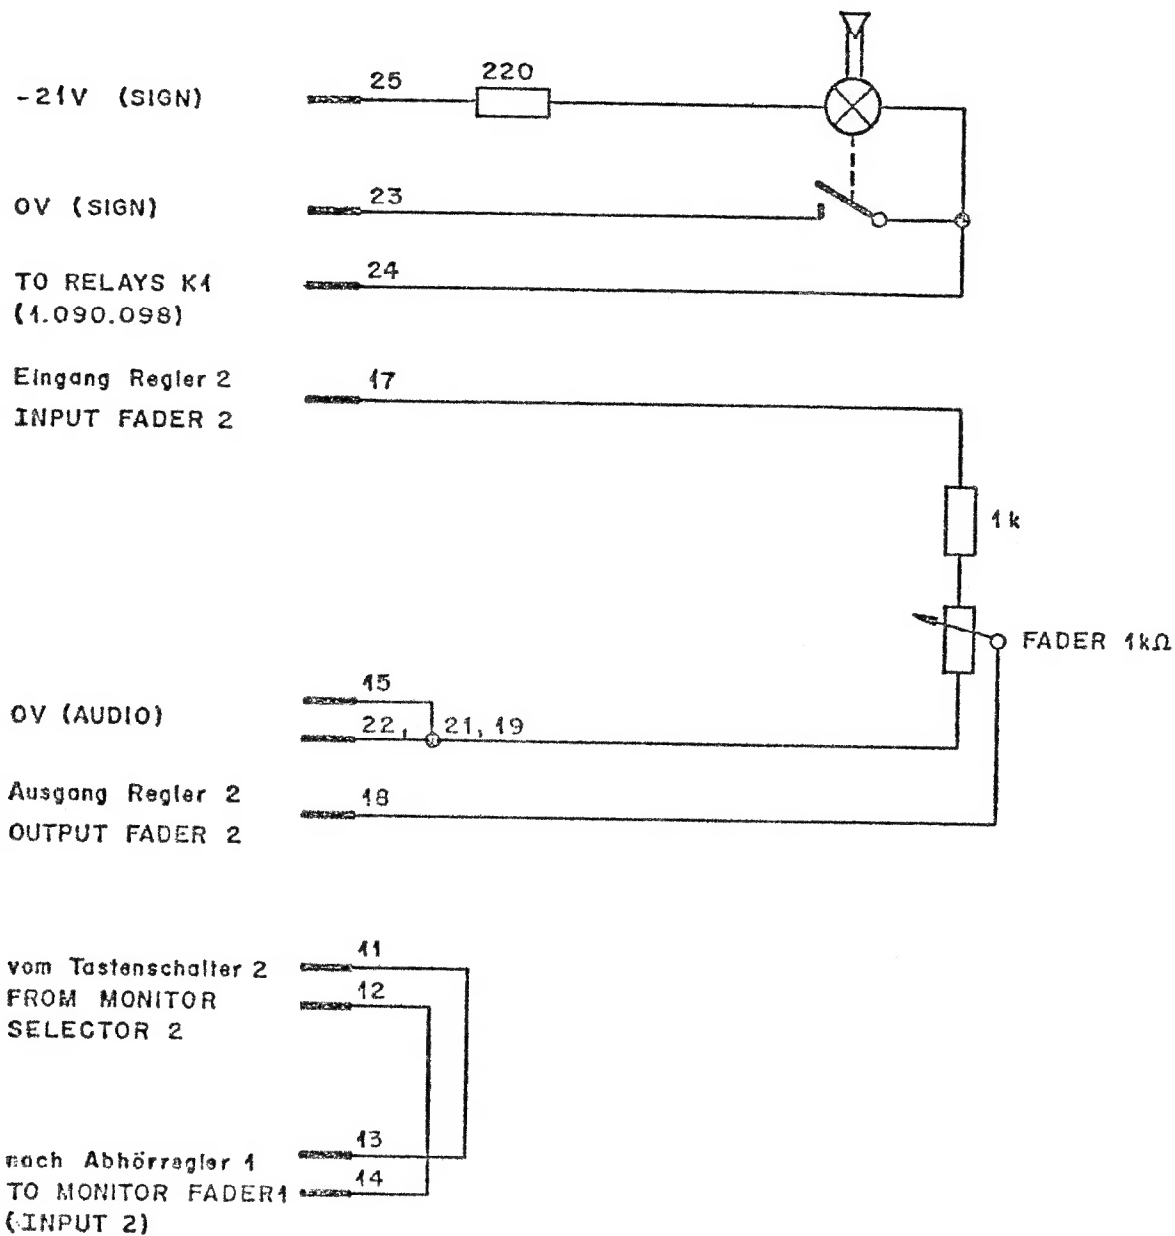 -21V (SIGN)
25
220
0V (SIGN)
23
TO RELAYS K1
(1.090.098)
24
Eingang Regler 2
INPUT FADER 2
17
1k
FADER 1kΩ
0V (AUDIO)
15
22, 21, 19
Ausgang Regler 2
OUTPUT FADER 2
18
vom Tastenschalter 2
FROM MONITOR
SELECTOR 2
11
12
nach Abhörregler 1
TO MONITOR FADER1
(INPUT 2)
13
14